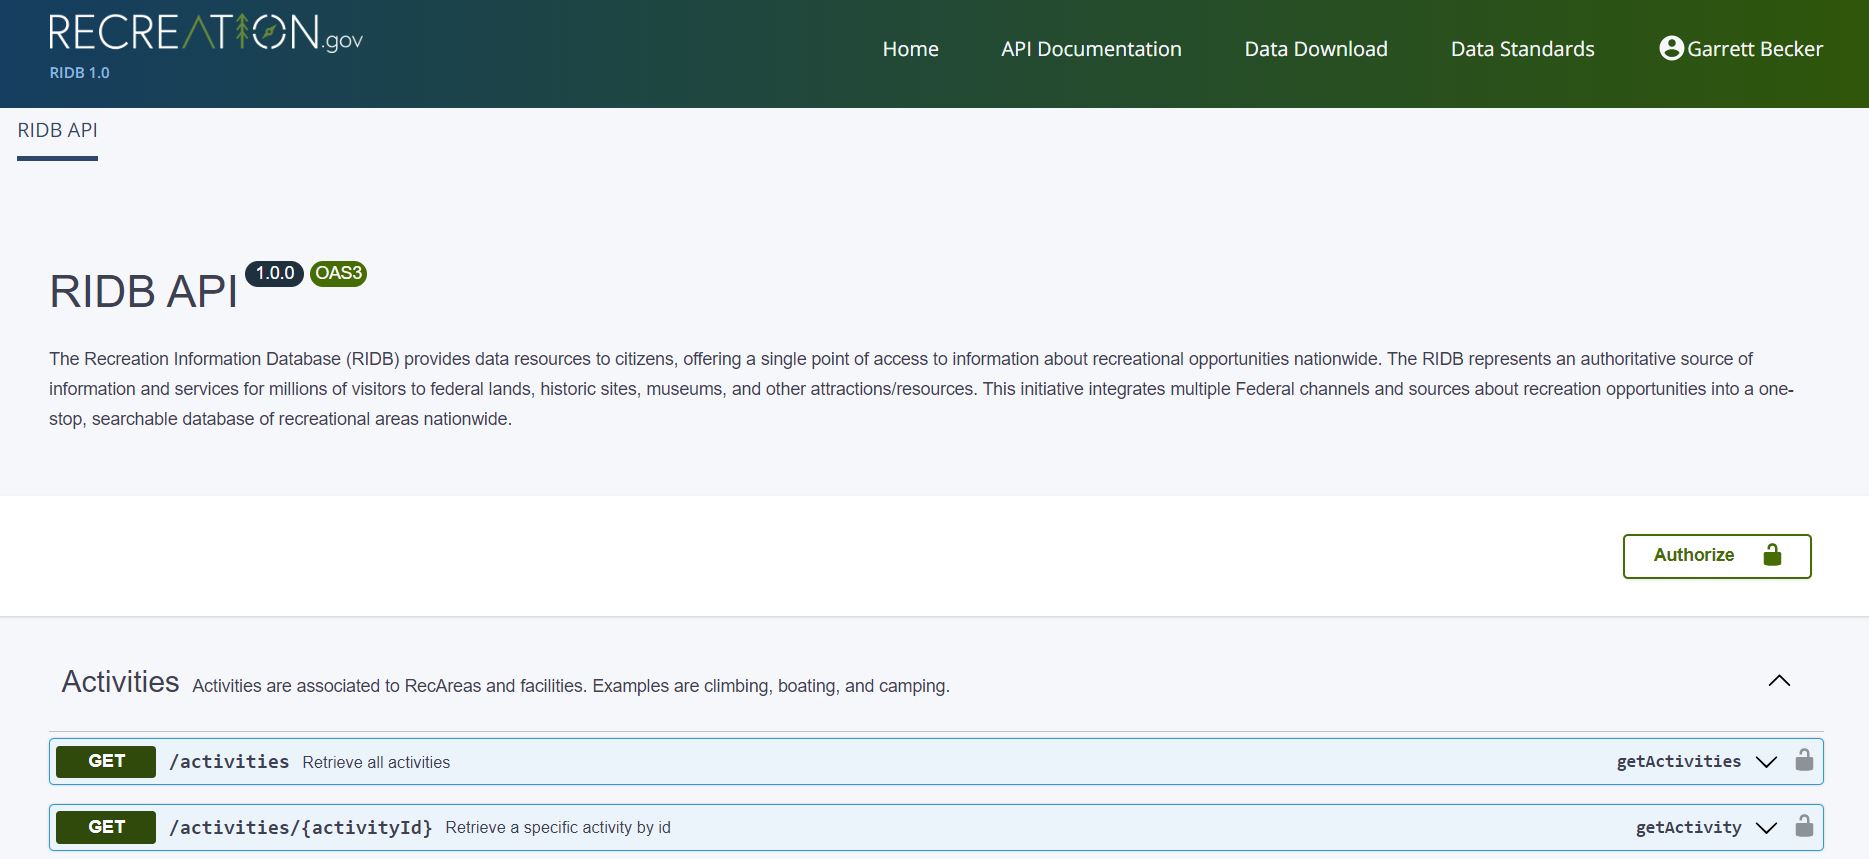 RECREATION.gov
RIDB 1.0
Home
API Documentation
Data Download
Data Standards
Garrett Becker
RIDB API
RIDB API 1.0.0 OAS3
The Recreation Information Database (RIDB) provides data resources to citizens, offering a single point of access to information about recreational opportunities nationwide. The RIDB represents an authoritative source of
information and services for millions of visitors to federal lands, historic sites, museums, and other attractions/resources. This initiative integrates multiple Federal channels and sources about recreation opportunities into a one-
stop, searchable database of recreational areas nationwide.
Authorize
Activities Activities are associated to RecAreas and facilities. Examples are climbing, boating, and camping.
GET /activities Retrieve all activities getActivities
GET /activities/{activityId} Retrieve a specific activity by id getActivity